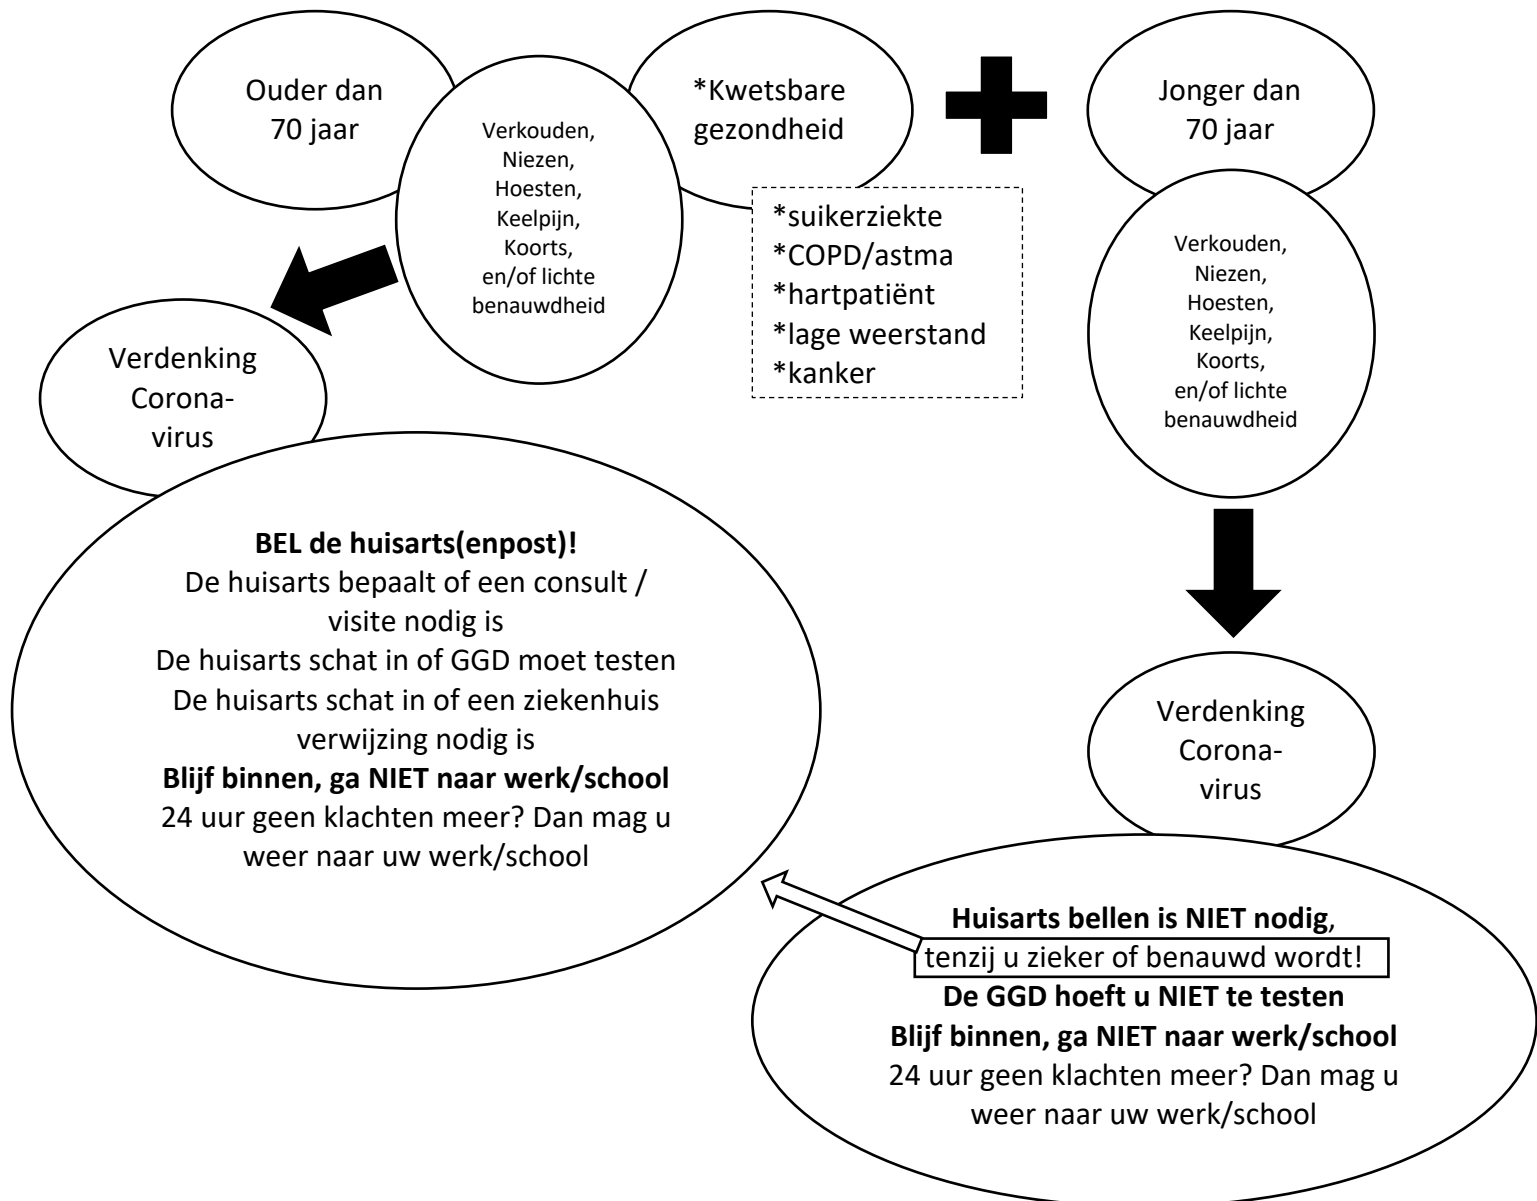 Ouder dan
70 jaar
Verkouden,
Niezen,
Hoesten,
Keelpijn,
Koorts,
en/of lichte
benauwdheid
*Kwetsbare
gezondheid
*suikerziekte
*COPD/astma
*hartpatiënt
*lage weerstand
*kanker
Jonger dan
70 jaar
Verkouden,
Niezen,
Hoesten,
Keelpijn,
Koorts,
en/of lichte
benauwdheid
Verdenking
Corona-
virus
BEL de huisarts(enpost)!
De huisarts bepaalt of een consult /
visite nodig is
De huisarts schat in of GGD moet testen
De huisarts schat in of een ziekenhuis
verwijzing nodig is
Blijf binnen, ga NIET naar werk/school
24 uur geen klachten meer? Dan mag u
weer naar uw werk/school
Verdenking
Corona-
virus
Huisarts bellen is NIET nodig,
tenzij u zieker of benauwd wordt!
De GGD hoeft u NIET te testen
Blijf binnen, ga NIET naar werk/school
24 uur geen klachten meer? Dan mag u
weer naar uw werk/school